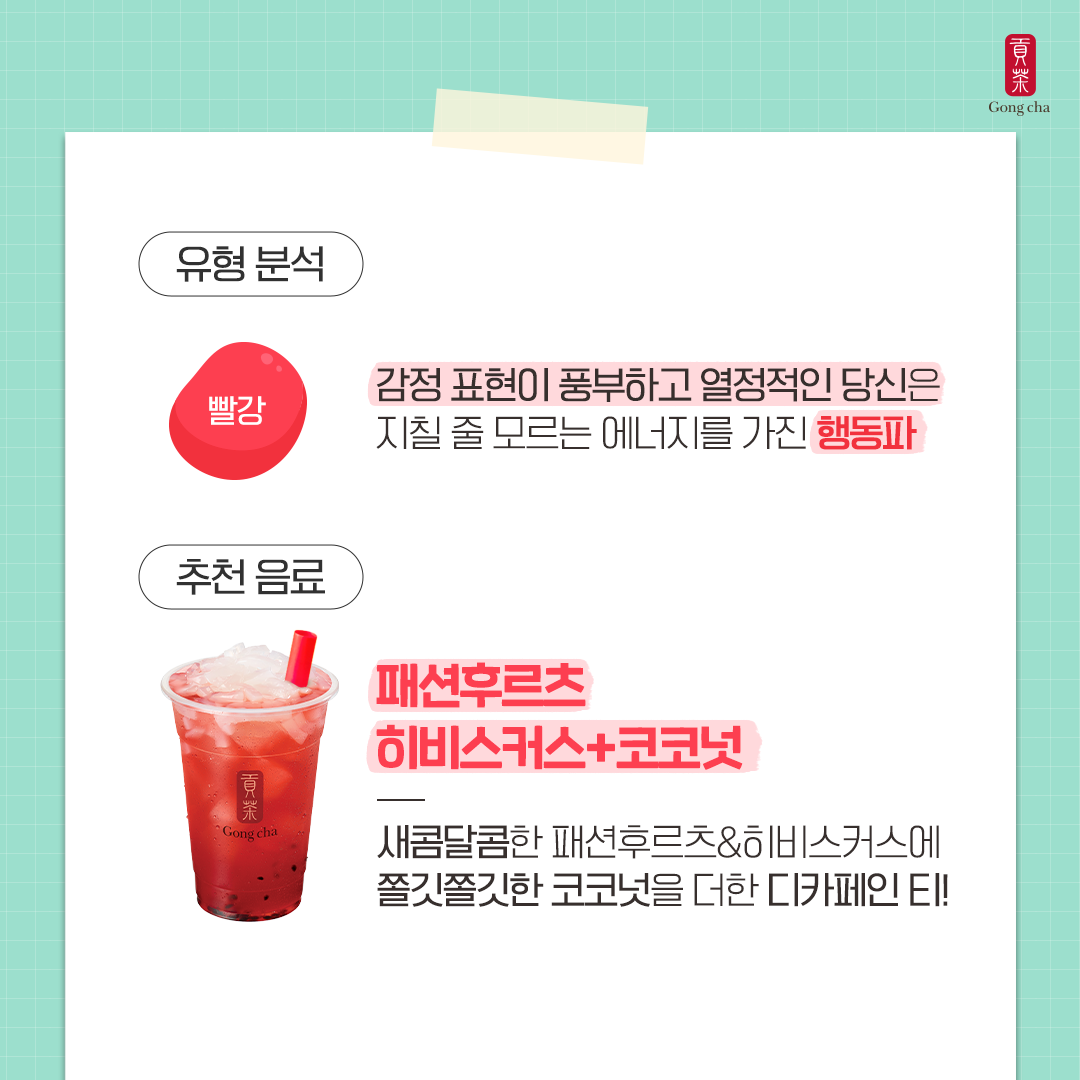 貢茶
Gong cha
유형 분석
빨강
감정 표현이 풍부하고 열정적인 당신은
지칠 줄 모르는 에너지를 가진 행동파
추천 음료
패션후르츠
히비스커스+코코넛
貢茶
Gong cha
새콤달콤한 패션후르츠&히비스커스에
쫄깃쫄깃한 코코넛을 더한 디카페인 티!